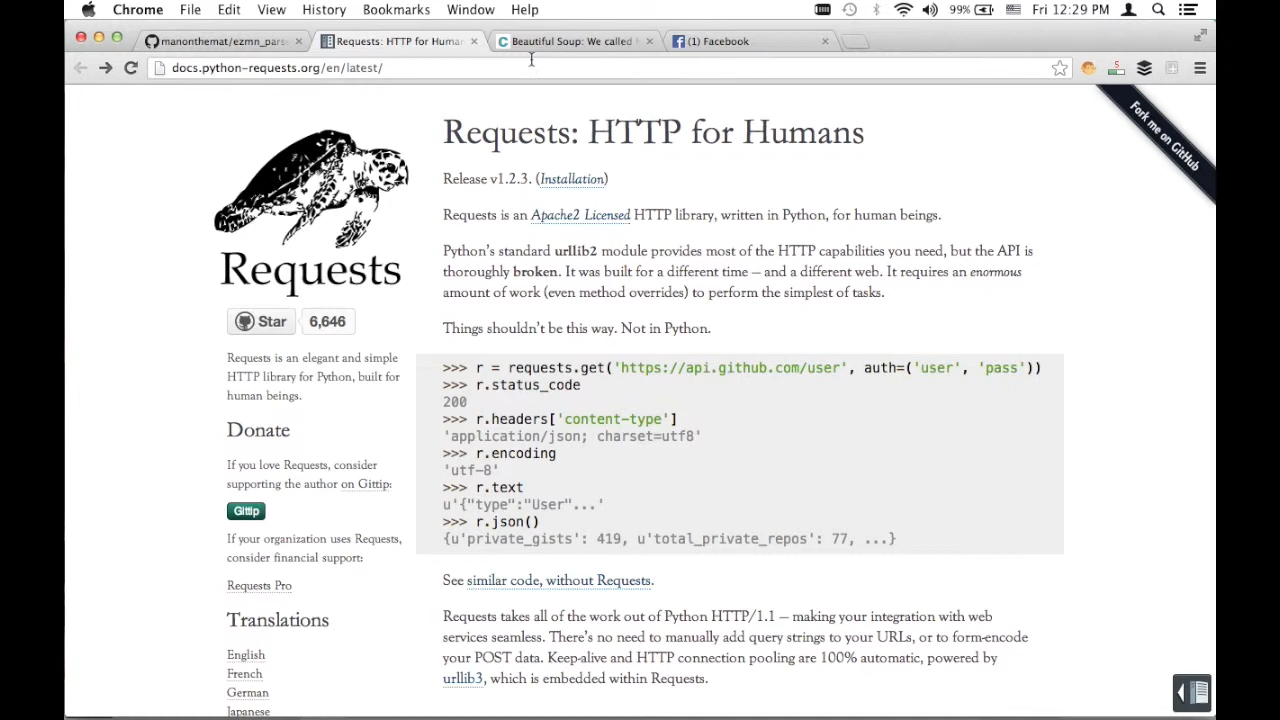 Chrome File Edit View History Bookmarks Window Help 99% Fri 12:29 PM
manonthemat/ezmn_parse Requests: HTTP for Human Beautiful Soup: We called h (1) Facebook
docs.python-requests.org/en/latest/
5
Fork me on GitHub
Requests: HTTP for Humans
Release v1.2.3. (Installation)
Requests is an Apache2 Licensed HTTP library, written in Python, for human beings.
Python's standard urllib2 module provides most of the HTTP capabilities you need, but the API is
thoroughly broken. It was built for a different time – and a different web. It requires an enormous
amount of work (even method overrides) to perform the simplest of tasks.
Things shouldn't be this way. Not in Python.
>>> r = requests.get('https://api.github.com/user', auth=('user', 'pass'))
>>> r.status_code
200
>>> r.headers['content-type']
'application/json; charset=utf8'
>>> r.encoding
'utf-8'
>>> r.text
u'{"type":"User"...'
>>> r.json()
{u'private_gists': 419, u'total_private_repos': 77, ...}
See similar code, without Requests.
Requests takes all of the work out of Python HTTP/1.1 – making your integration with web
services seamless. There's no need to manually add query strings to your URLs, or to form-encode
your POST data. Keep-alive and HTTP connection pooling are 100% automatic, powered by
urllib3, which is embedded within Requests.
Requests
Star 6,646
Requests is an elegant and simple
HTTP library for Python, built for
human beings.
Donate
If you love Requests, consider
supporting the author on Gittip:
Gittip
If your organization uses Requests,
consider financial support:
Requests Pro
Translations
English
French
German
Japanese